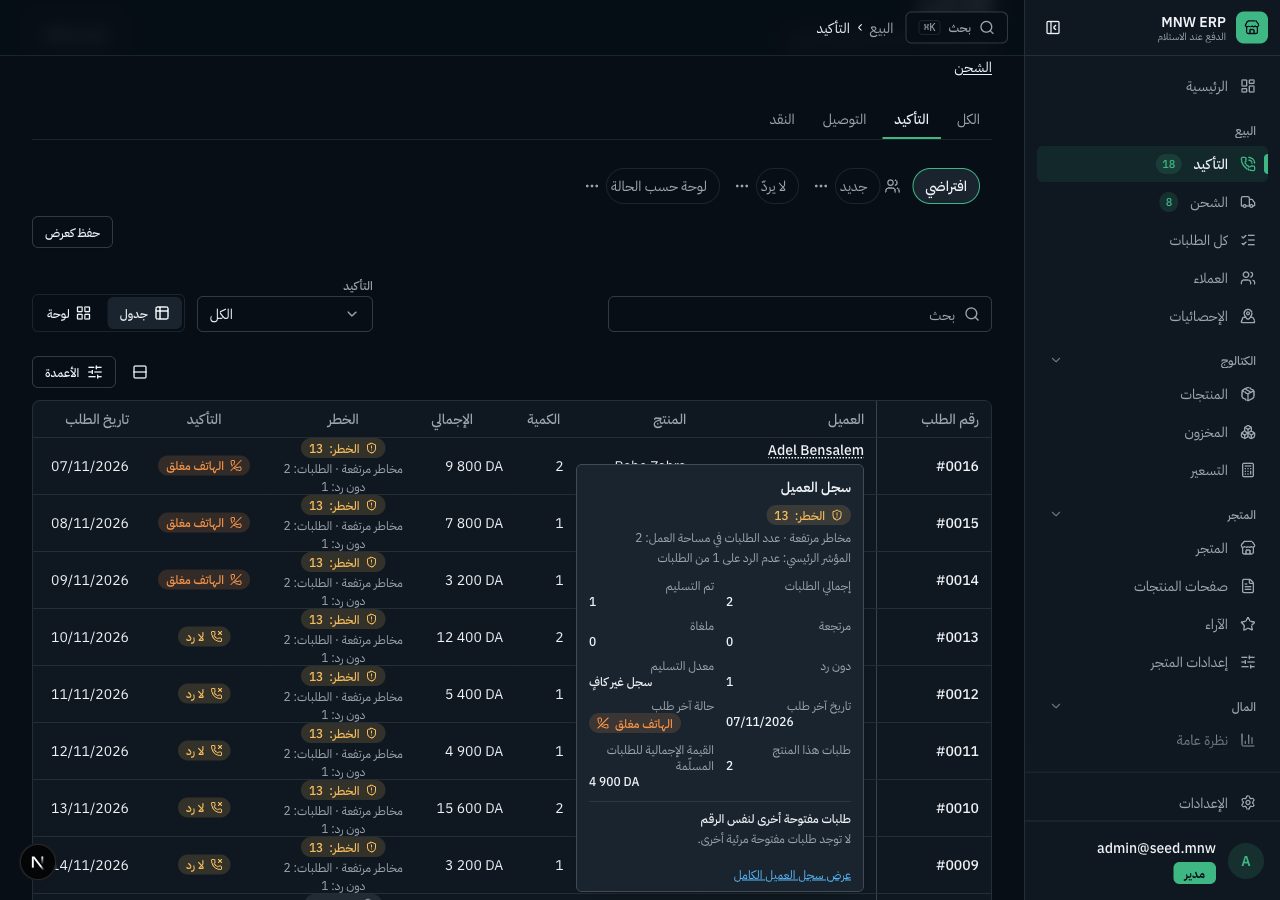 MNW ERP
الدفع عند الاستلام
الرئيسية
البيع
التأكيد 18
الشحن 8
كل الطلبات
العملاء
الإحصائيات
الكتالوج
المنتجات
المخزون
التسعير
المتجر
المتجر
صفحات المنتجات
الآراء
إعدادات المتجر
المال
نظرة عامة
الإعدادات
admin@seed.mnw
مدير
A
بحث ⌘K
البيع › التأكيد
الشحن
الكل التأكيد التوصيل النقد
افتراضي جديد ••• لا يردّ ••• لوحة حسب الحالة •••
حفظ كعرض
التأكيد
بحث
الكل
جدول لوحة
الأعمدة
رقم الطلب العميل المنتج الكمية الإجمالي الخطر التأكيد تاريخ الطلب
#0016 Adel Bensalem 2 9 800 DA الخطر: 13 مخاطر مرتفعة · الطلبات: 2 دون رد: 1 الهاتف مغلق 07/11/2026
#0015 1 7 800 DA الخطر: 13 مخاطر مرتفعة · الطلبات: 2 دون رد: 1 الهاتف مغلق 08/11/2026
#0014 1 3 200 DA الخطر: 13 مخاطر مرتفعة · الطلبات: 2 دون رد: 1 الهاتف مغلق 09/11/2026
#0013 2 12 400 DA الخطر: 13 مخاطر مرتفعة · الطلبات: 2 دون رد: 1 لا رد 10/11/2026
#0012 1 5 400 DA الخطر: 13 مخاطر مرتفعة · الطلبات: 2 دون رد: 1 لا رد 11/11/2026
#0011 1 4 900 DA الخطر: 13 مخاطر مرتفعة · الطلبات: 2 دون رد: 1 لا رد 12/11/2026
#0010 2 15 600 DA الخطر: 13 مخاطر مرتفعة · الطلبات: 2 دون رد: 1 لا رد 13/11/2026
#0009 1 3 200 DA الخطر: 13 مخاطر مرتفعة · الطلبات: 2 دون رد: 1 لا رد 14/11/2026
سجل العميل
الخطر: 13
مخاطر مرتفعة · عدد الطلبات في مساحة العمل: 2
المؤشر الرئيسي: عدم الرد على 1 من الطلبات
إجمالي الطلبات تم التسليم
2 1
مرتجعة ملغاة
0 0
دون رد معدل التسليم
1 سجل غير كافٍ
تاريخ آخر طلب حالة آخر طلب
07/11/2026 الهاتف مغلق
طلبات هذا المنتج القيمة الإجمالية للطلبات المسلّمة
2 4 900 DA
طلبات مفتوحة أخرى لنفس الرقم
لا توجد طلبات مفتوحة مرئية أخرى.
عرض سجل العميل الكامل
N